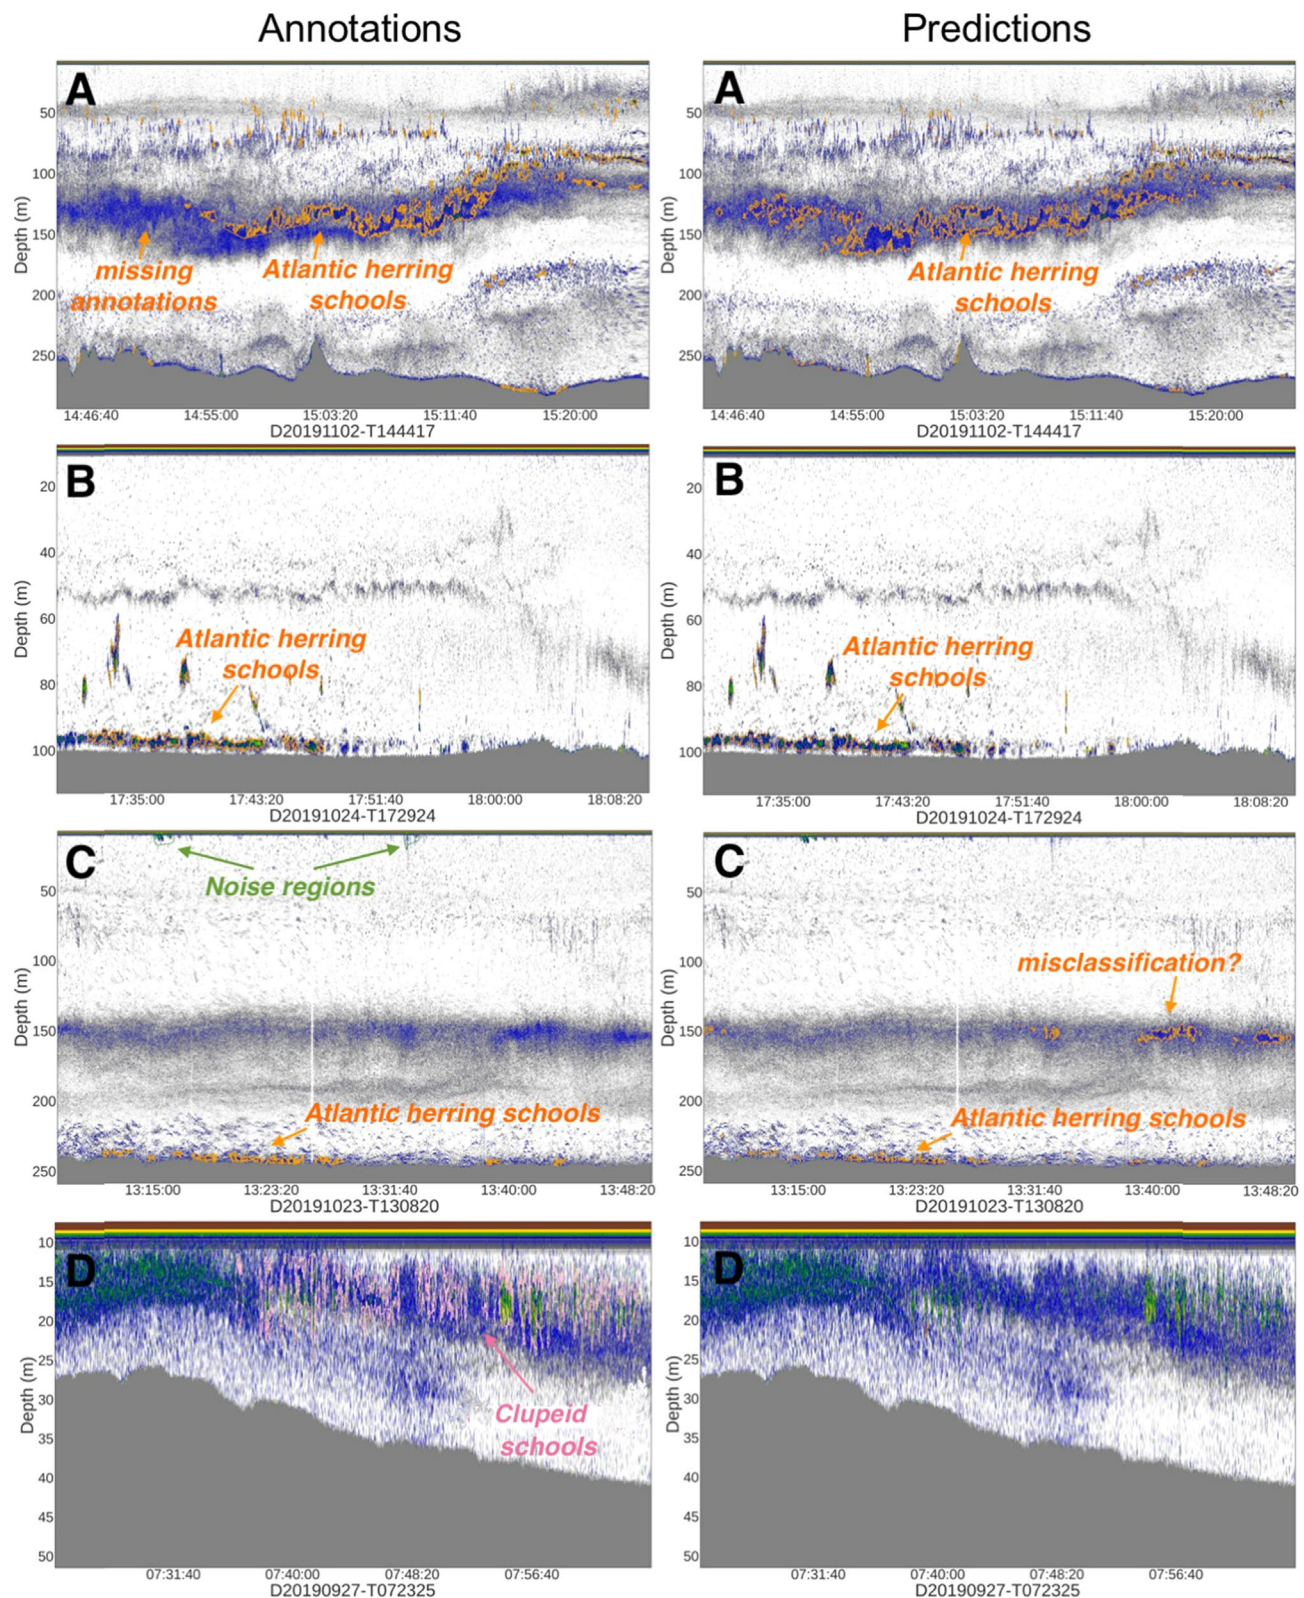 Annotations
Predictions
A
50
100
150
200
250
Depth (m)
missing
annotations
Atlantic herring
schools
14:46:40 14:55:00 15:03:20 15:11:40 15:20:00
D20191102-T144417
A
50
100
150
200
250
Depth (m)
Atlantic herring
schools
14:46:40 14:55:00 15:03:20 15:11:40 15:20:00
D20191102-T144417
B
20
40
60
80
100
Depth (m)
Atlantic herring
schools
17:35:00 17:43:20 17:51:40 18:00:00 18:08:20
D20191024-T172924
B
20
40
60
80
100
Depth (m)
Atlantic herring
schools
17:35:00 17:43:20 17:51:40 18:00:00 18:08:20
D20191024-T172924
C
50
100
150
200
250
Depth (m)
Noise regions
Atlantic herring schools
13:15:00 13:23:20 13:31:40 13:40:00 13:48:20
D20191023-T130820
C
50
100
150
200
250
Depth (m)
misclassification?
Atlantic herring schools
13:15:00 13:23:20 13:31:40 13:40:00 13:48:20
D20191023-T130820
D
10
15
20
25
30
35
40
45
50
Depth (m)
Clupeid
schools
07:31:40 07:40:00 07:48:20 07:56:40
D20190927-T072325
D
10
15
20
25
30
35
40
45
50
Depth (m)
07:31:40 07:40:00 07:48:20 07:56:40
D20190927-T072325